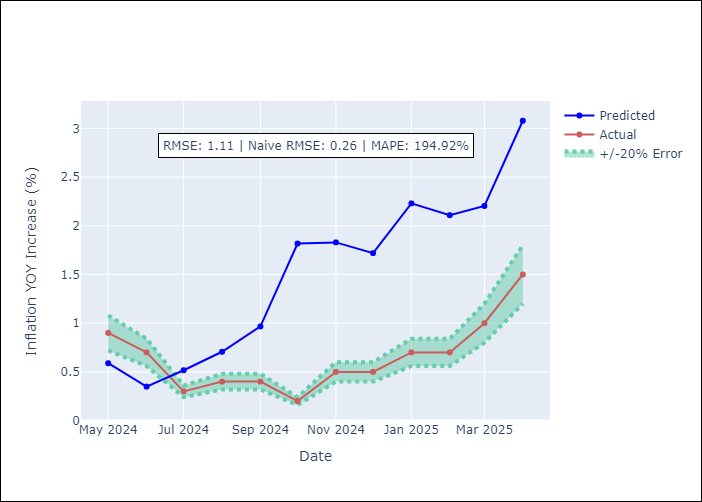 RMSE: 1.11 | Naive RMSE: 0.26 | MAPE: 194.92%
Predicted
Actual
+/-20% Error
Inflation YOY Increase (%)
3
2.5
2
1.5
1
0.5
0
May 2024
Jul 2024
Sep 2024
Nov 2024
Jan 2025
Mar 2025
Date